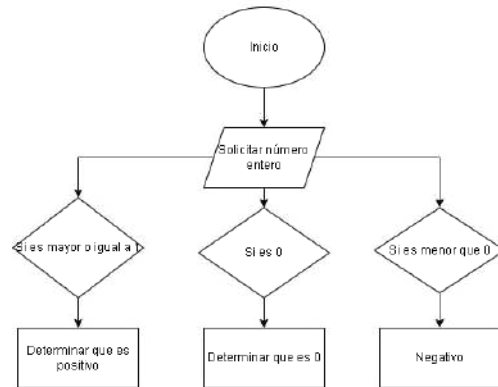 Inicio
Solicitar número
entero
Si es mayor o igual a 1
Si es 0
Si es menor que 0
Determinar que es
positivo
Determinar que es 0
Negativo